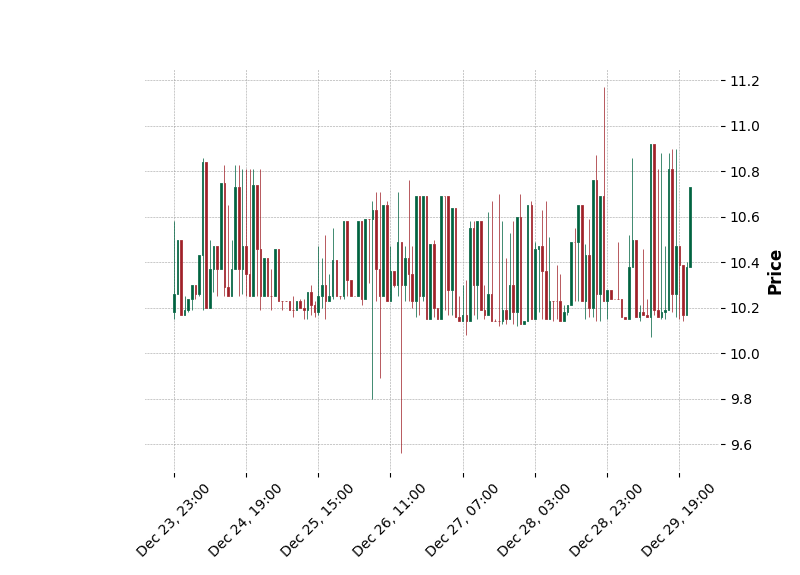 11.2
11.0
10.8
10.6
10.4
10.2
10.0
9.8
9.6
Price
Dec 23, 23:00
Dec 24, 19:00
Dec 25, 15:00
Dec 26, 11:00
Dec 27, 07:00
Dec 28, 03:00
Dec 28, 23:00
Dec 29, 19:00